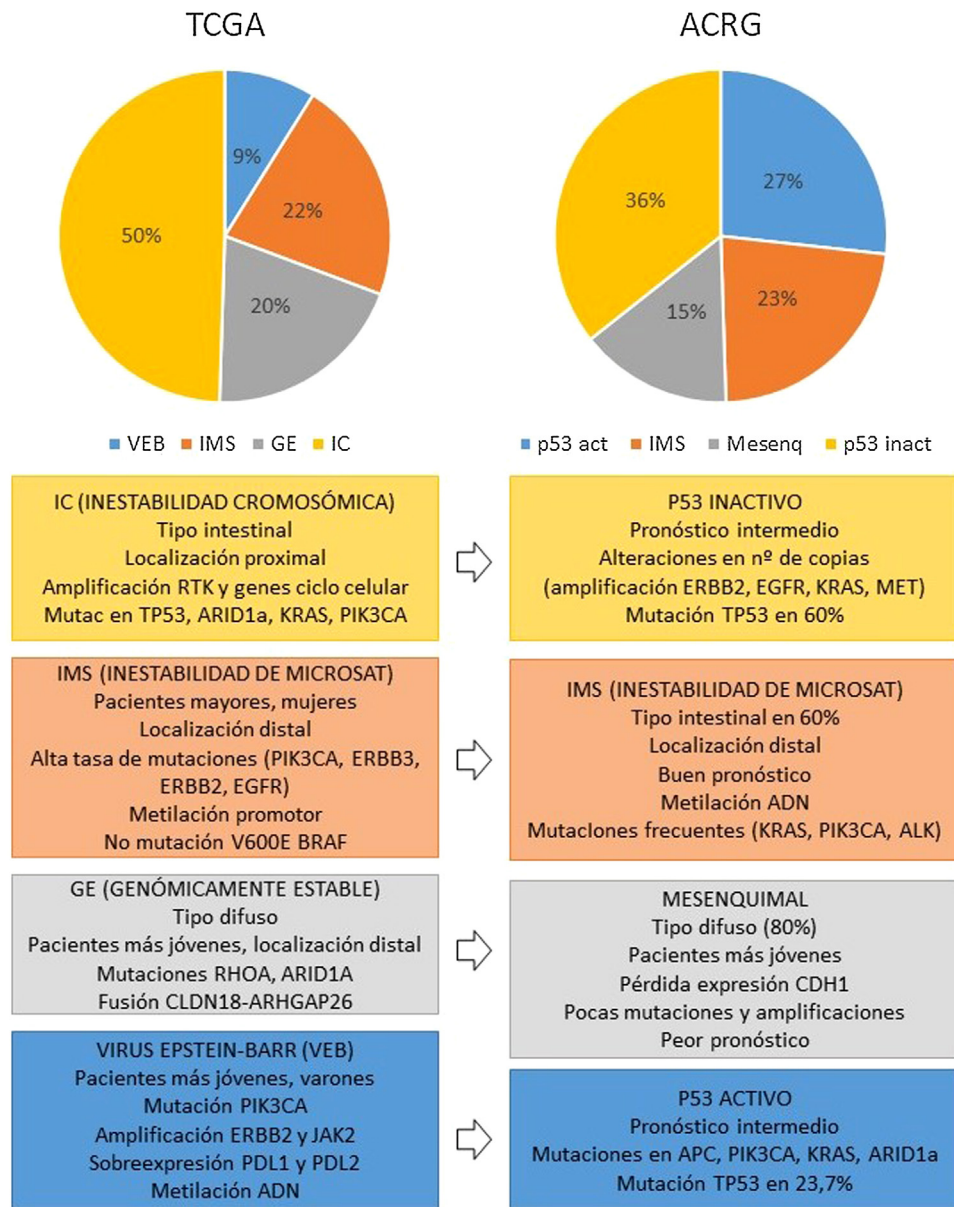 TCGA
ACRG
9%
22%
20%
50%
27%
23%
15%
36%
VEB IMS GE IC
p53 act IMS Mesenq p53 inact
IC (INESTABILIDAD CROMOSÓMICA)
Tipo intestinal
Localización proximal
Amplificación RTK y genes ciclo celular
Mutac en TP53, ARID1a, KRAS, PIK3CA
P53 INACTIVO
Pronóstico intermedio
Alteraciones en nº de copias
(amplificación ERBB2, EGFR, KRAS, MET)
Mutación TP53 en 60%
IMS (INESTABILIDAD DE MICROSAT)
Pacientes mayores, mujeres
Localización distal
Alta tasa de mutaciones (PIK3CA, ERBB3,
ERBB2, EGFR)
Metilación promotor
No mutación V600E BRAF
IMS (INESTABILIDAD DE MICROSAT)
Tipo intestinal en 60%
Localización distal
Buen pronóstico
Metilación ADN
Mutaciones frecuentes (KRAS, PIK3CA, ALK)
GE (GENÓMICAMENTE ESTABLE)
Tipo difuso
Pacientes más jóvenes, localización distal
Mutaciones RHOA, ARID1A
Fusión CLDN18-ARHGAP26
MESENQUIMAL
Tipo difuso (80%)
Pacientes más jóvenes
Pérdida expresión CDH1
Pocas mutaciones y amplificaciones
Peor pronóstico
VIRUS EPSTEIN-BARR (VEB)
Pacientes más jóvenes, varones
Mutación PIK3CA
Amplificación ERBB2 y JAK2
Sobreexpresión PDL1 y PDL2
Metilación ADN
P53 ACTIVO
Pronóstico intermedio
Mutaciones en APC, PIK3CA, KRAS, ARID1a
Mutación TP53 en 23,7%